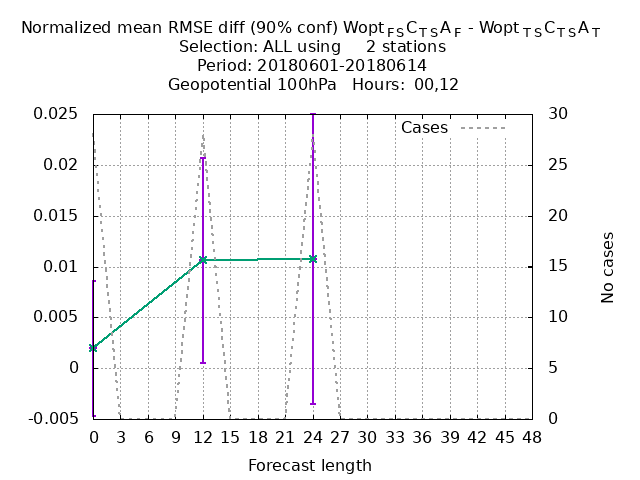 Normalized mean RMSE diff (90% conf) Wopt FS C TS A F - Wopt TS C TS A T
Selection: ALL using 2 stations
Period: 20180601-20180614
Geopotential 100hPa Hours: 00,12
Cases
0.025
0.02
0.015
0.01
0.005
0
-0.005
30
25
20
15
10
5
0
No cases
0 3 6 9 12 15 18 21 24 27 30 33 36 39 42 45 48
Forecast length